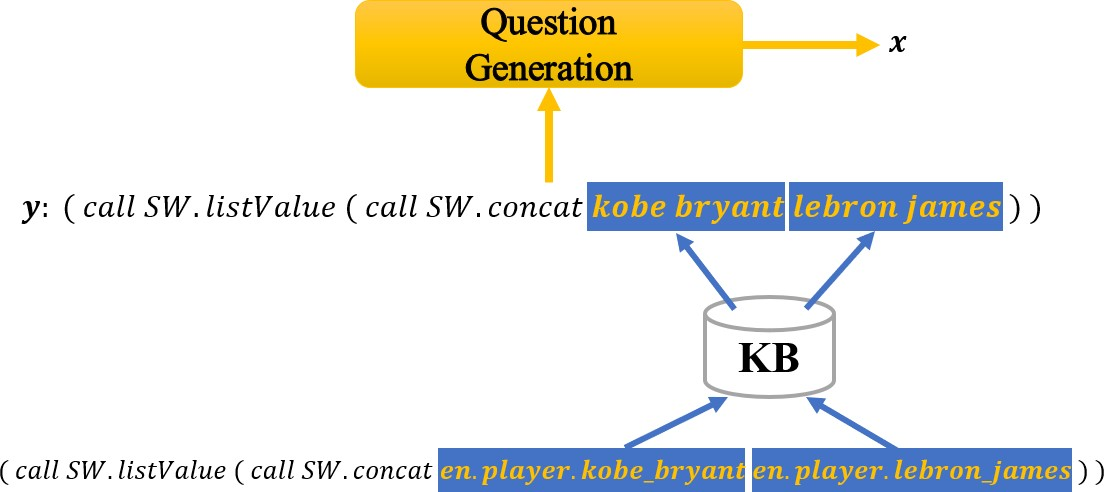 Question
Generation
x
y: ( call SW.listValue ( call SW.concat kobe bryant lebron james ) )
KB
( call SW.listValue ( call SW.concat en.player.kobe_bryant en.player.lebron_james ) )